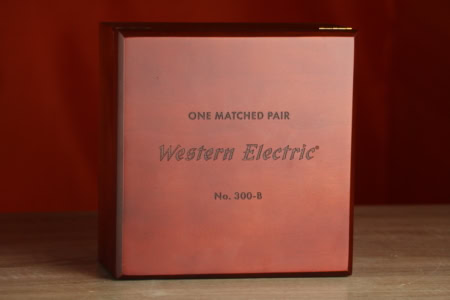 ONE MATCHED PAIR
Western Electric
No. 300-B